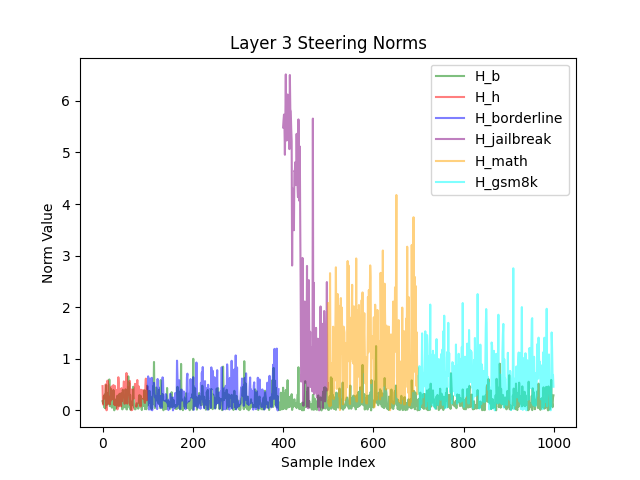 Layer 3 Steering Norms
H_b
H_h
H_borderline
H_jailbreak
H_math
H_gsm8k
Norm Value
6
5
4
3
2
1
0
0 200 400 600 800 1000
Sample Index